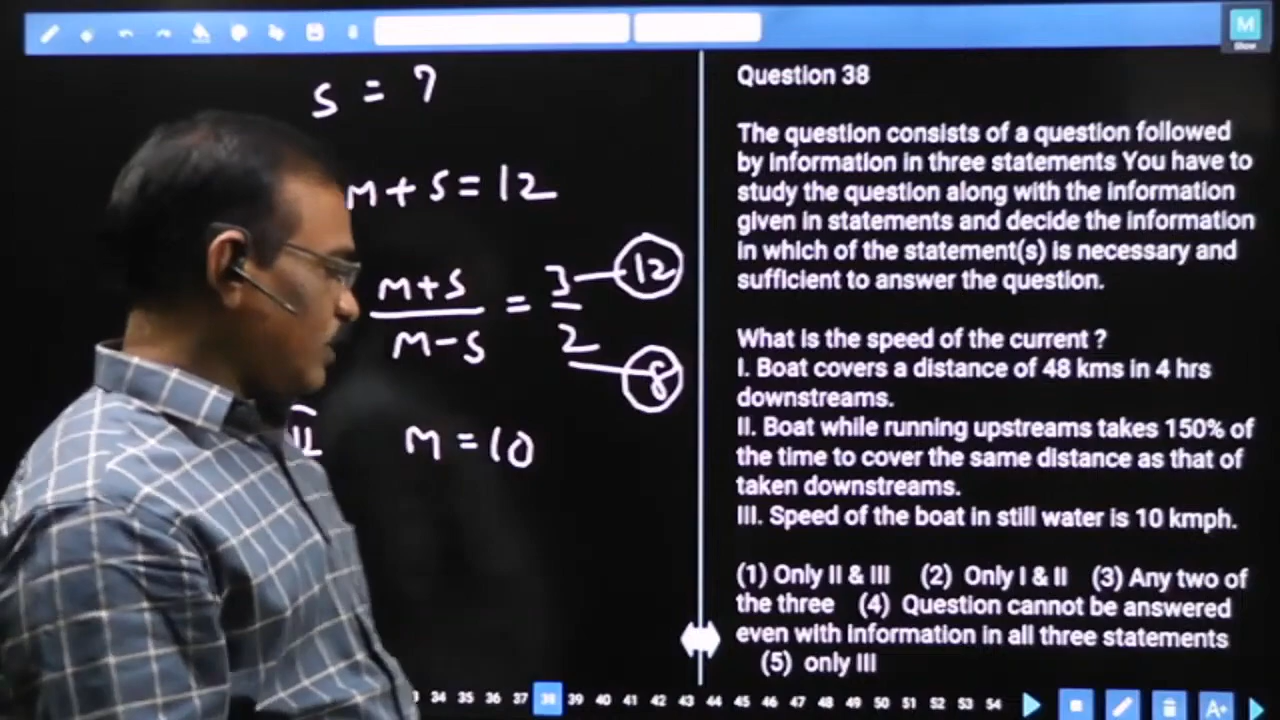 M
Show
S = ?
M + S = 12
M+S / M-S = 3/2
12
8
II M = 10
Question 38
The question consists of a question followed
by information in three statements You have to
study the question along with the information
given in statements and decide the information
in which of the statement(s) is necessary and
sufficient to answer the question.
What is the speed of the current ?
I. Boat covers a distance of 48 kms in 4 hrs
downstreams.
II. Boat while running upstreams takes 150% of
the time to cover the same distance as that of
taken downstreams.
III. Speed of the boat in still water is 10 kmph.
(1) Only II & III (2) Only I & II (3) Any two of
the three (4) Question cannot be answered
even with information in all three statements
(5) only III
34 35 36 37 38 39 40 41 42 43 44 45 46 47 48 49 50 51 52 53 54
A+